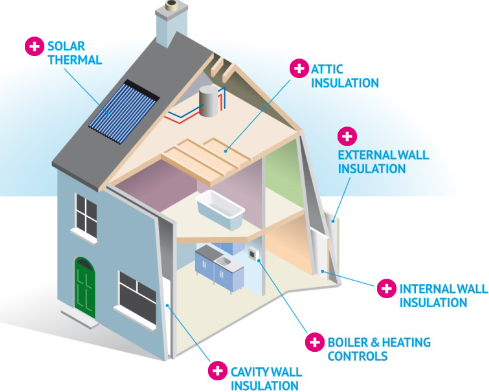 SOLAR
THERMAL
ATTIC
INSULATION
EXTERNAL WALL
INSULATION
INTERNAL WALL
INSULATION
BOILER & HEATING
CONTROLS
CAVITY WALL
INSULATION